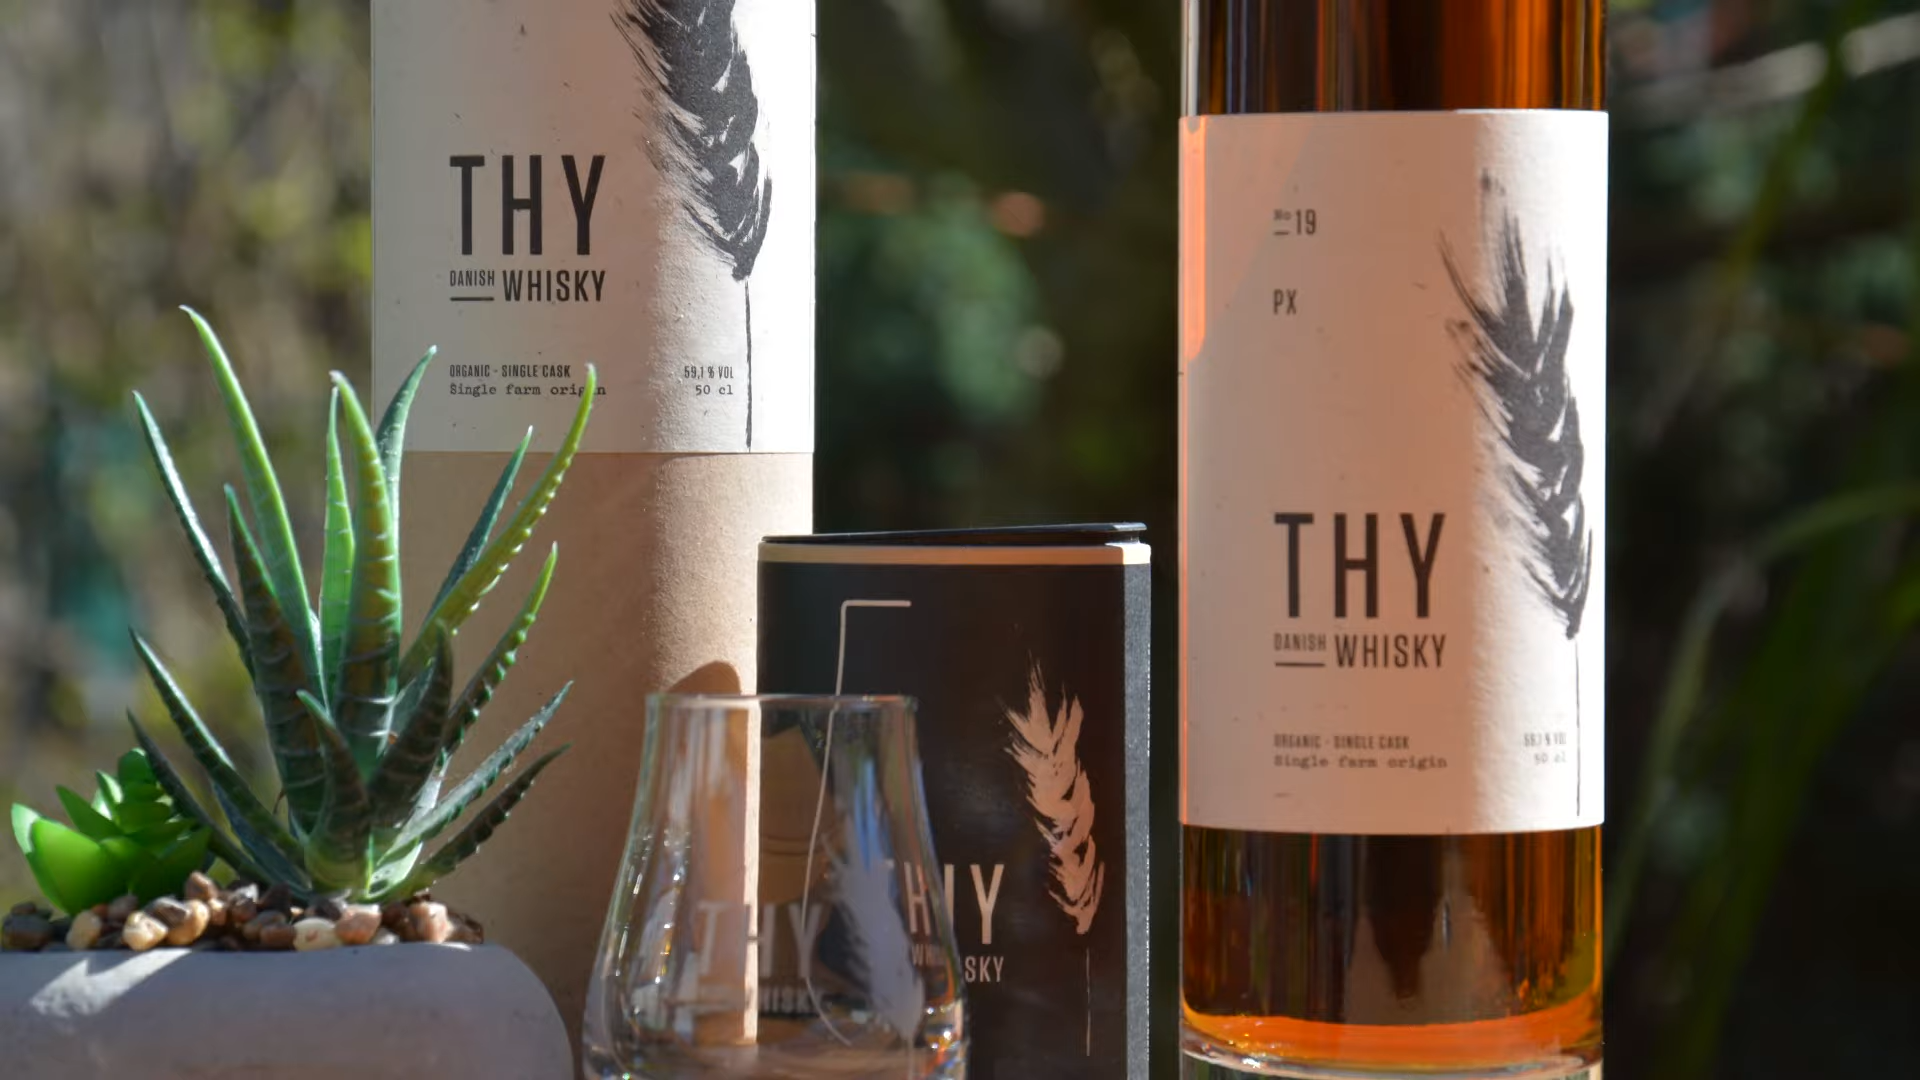 THY
DANISH WHISKY
ORGANIC - SINGLE CASK
Single farm origin
59,1 % VOL
50 cl
No 19
PX
THY
DANISH WHISKY
ORGANIC - SINGLE CASK
Single farm origin
50 cl
THY
WHISKY
HY
SKY